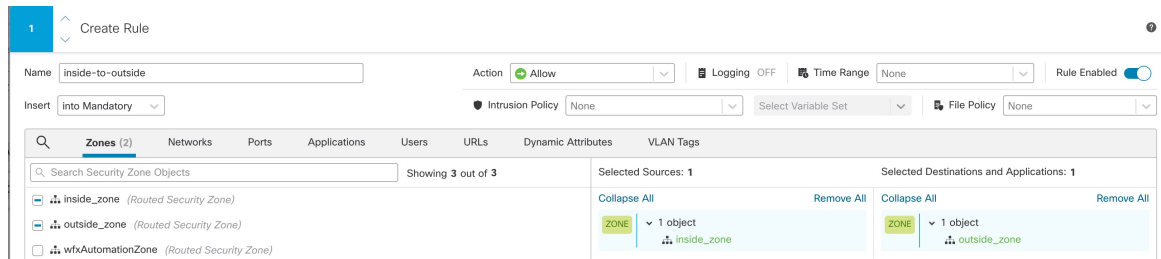 1 Create Rule
Name inside-to-outside Action Allow Logging OFF Time Range None Rule Enabled
Insert into Mandatory Intrusion Policy None Select Variable Set File Policy None
Zones (2) Networks Ports Applications Users URLs Dynamic Attributes VLAN Tags
Search Security Zone Objects Showing 3 out of 3 Selected Sources: 1 Selected Destinations and Applications: 1
inside_zone (Routed Security Zone) Collapse All Remove All Collapse All Remove All
outside_zone (Routed Security Zone) ZONE 1 object ZONE 1 object
inside_zone outside_zone
wfxAutomationZone (Routed Security Zone)